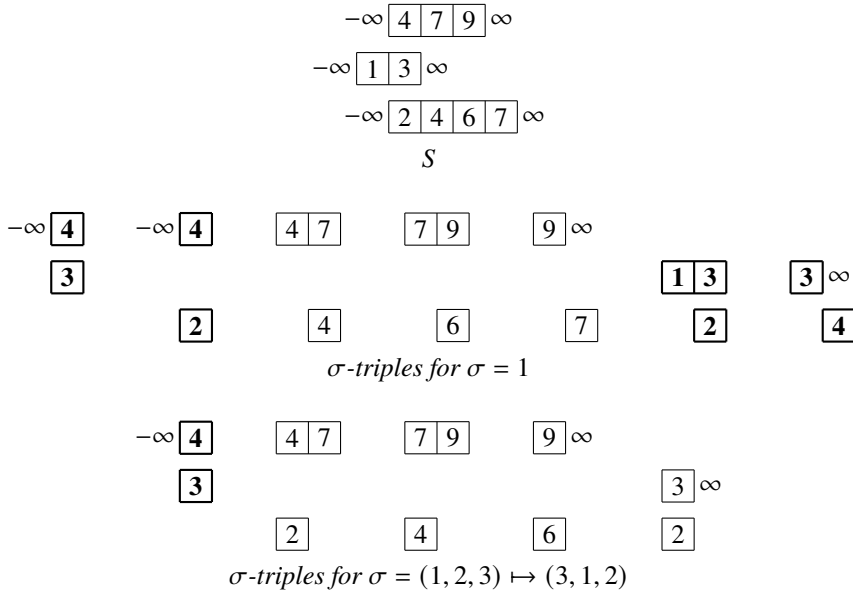 −∞ 4 7 9 ∞
−∞ 1 3 ∞
−∞ 2 4 6 7 ∞
S
−∞ 4 −∞ 4 4 7 7 9 9 ∞
3 1 3 3 ∞
2 4 6 7 2 4
σ-triples for σ = 1
−∞ 4 4 7 7 9 9 ∞
3 3 ∞
2 4 6 2
σ-triples for σ = (1, 2, 3) ↦ (3, 1, 2)